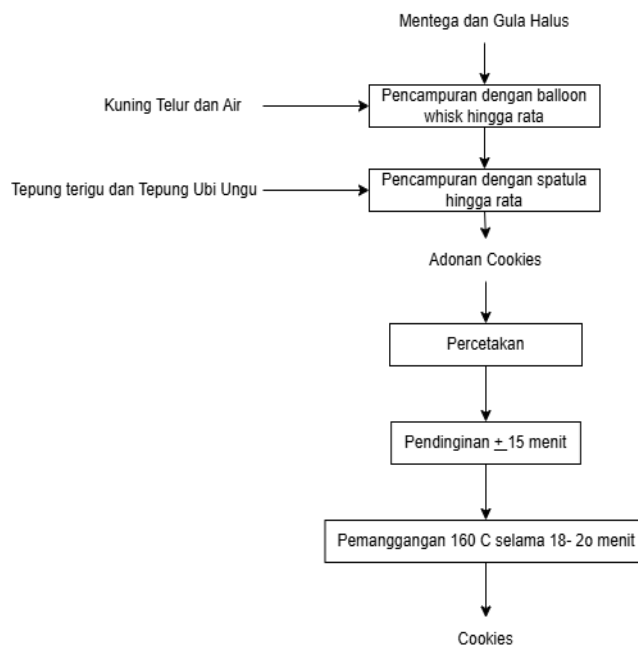 Mentega dan Gula Halus
Kuning Telur dan Air
Pencampuran dengan balloon
whisk hingga rata
Tepung terigu dan Tepung Ubi Ungu
Pencampuran dengan spatula
hingga rata
Adonan Cookies
Percetakan
Pendinginan + 15 menit
Pemanggangan 160 C selama 18- 2o menit
Cookies